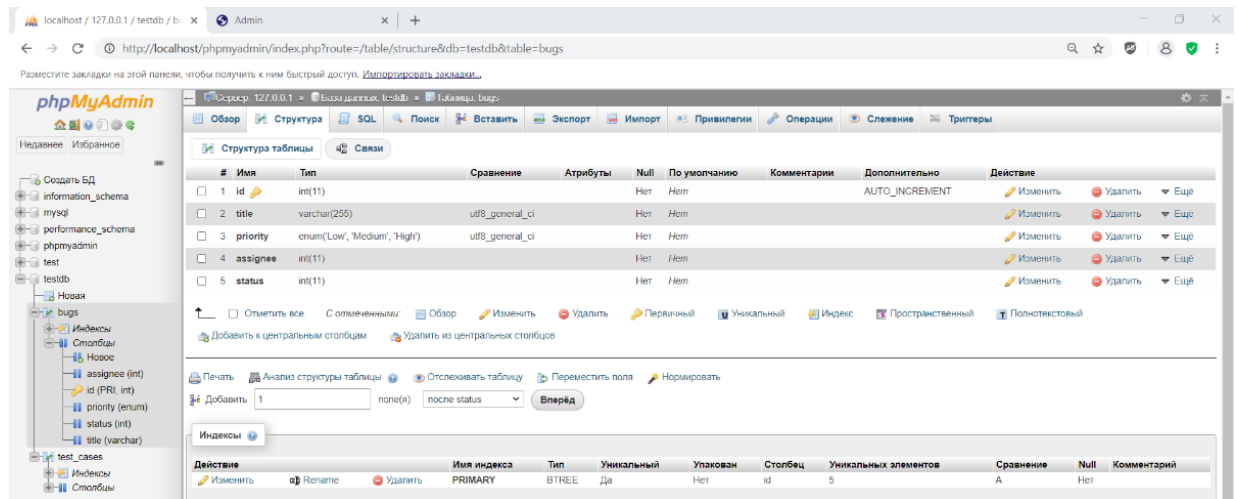 localhost / 127.0.0.1 / testdb / bu
Admin
http://localhost/phpmyadmin/index.php?route=/table/structure&db=testdb&table=bugs
Разместите закладки на этой панели, чтобы получить к ним быстрый доступ. Импортировать закладки...
phpMyAdmin
Недавнее Избранное
Создать БД
information_schema
mysql
performance_schema
phpmyadmin
test
testdb
Новая
bugs
Индексы
Столбцы
Новое
assignee (int)
id (PRI, int)
priority (enum)
status (int)
title (varchar)
test_cases
Индексы
Столбцы
Сервер: 127.0.0.1 » База данных: testdb » Таблица: bugs
Обзор Структура SQL Поиск Вставить Экспорт Импорт Привилегии Операции Слежение Триггеры
Структура таблицы Связи
# Имя Тип Сравнение Атрибуты Null По умолчанию Комментарии Дополнительно Действие
1 id int(11) Нет Нет AUTO_INCREMENT Изменить Удалить Ещё
2 title varchar(255) utf8_general_ci Нет Нет Изменить Удалить Ещё
3 priority enum('Low', 'Medium', 'High') utf8_general_ci Нет Нет Изменить Удалить Ещё
4 assignee int(11) Нет Нет Изменить Удалить Ещё
5 status int(11) Нет Нет Изменить Удалить Ещё
Отметить все С отмеченными: Обзор Изменить Удалить Первичный Уникальный Индекс Пространственный Полнотекстовый
Добавить к центральным столбцам Удалить из центральных столбцов
Печать Анализ структуры таблицы Отслеживать таблицу Переместить поля Нормировать
Добавить 1 поле(я) после status Вперёд
Индексы
Действие Имя индекса Тип Уникальный Упакован Столбец Уникальных элементов Сравнение Null Комментарий
Изменить Rename Удалить PRIMARY BTREE Да Нет id 5 A Нет